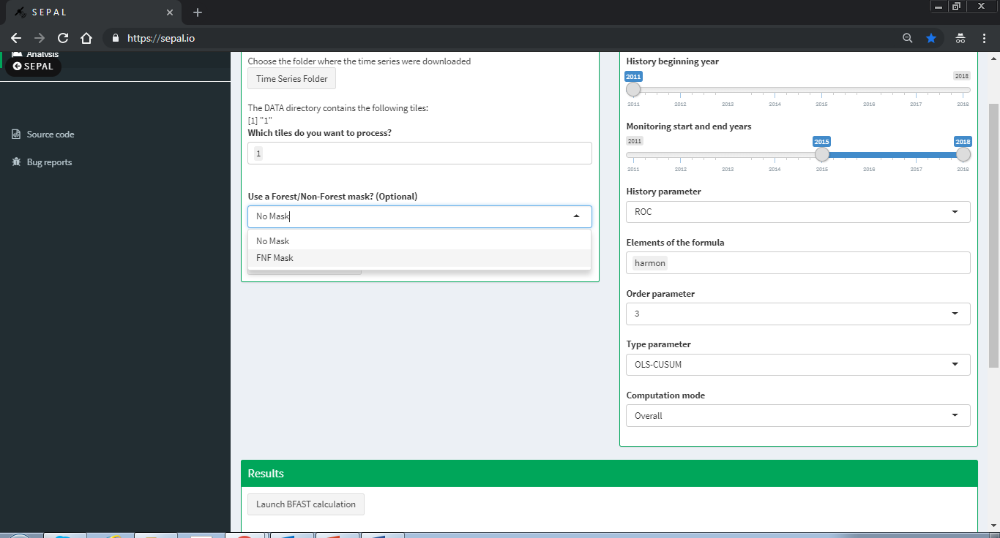 S E P A L
https://sepal.io
Analysis
SEPAL
Source code
Bug reports
Choose the folder where the time series were downloaded
Time Series Folder
The DATA directory contains the following tiles:
[1] "1"
Which tiles do you want to process?
1
Use a Forest/Non-Forest mask? (Optional)
No Mask
No Mask
FNF Mask
History beginning year
2011 2018
2011 2012 2013 2014 2015 2016 2017 2018
Monitoring start and end years
2011 2015 2018
2011 2012 2013 2014 2015 2016 2017 2018
History parameter
ROC
Elements of the formula
harmon
Order parameter
3
Type parameter
OLS-CUSUM
Computation mode
Overall
Results
Launch BFAST calculation